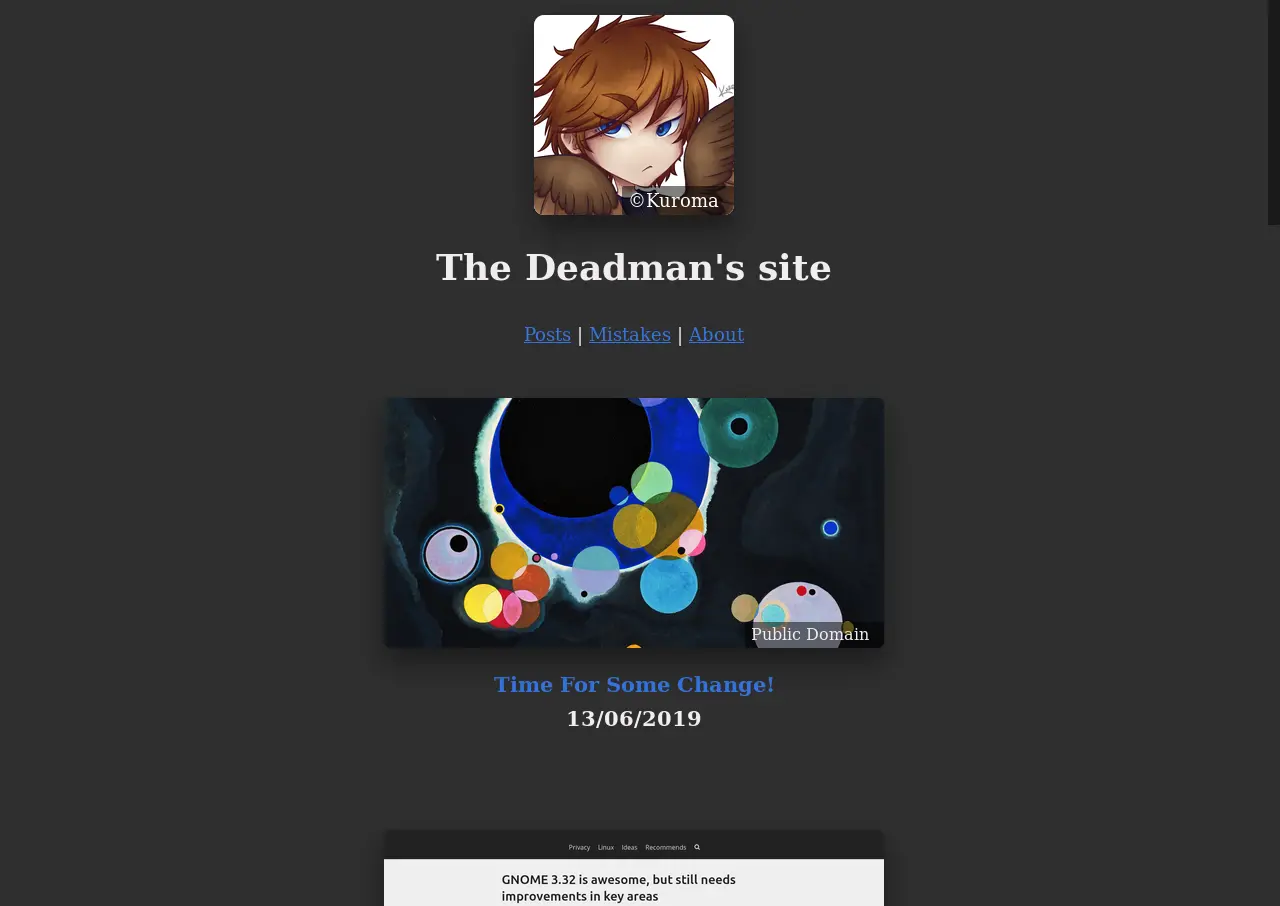 ©Kuroma
The Deadman's site
Posts | Mistakes | About
Public Domain
Time For Some Change!
13/06/2019
Privacy Linux Ideas Recommends
GNOME 3.32 is awesome, but still needs
improvements in key areas